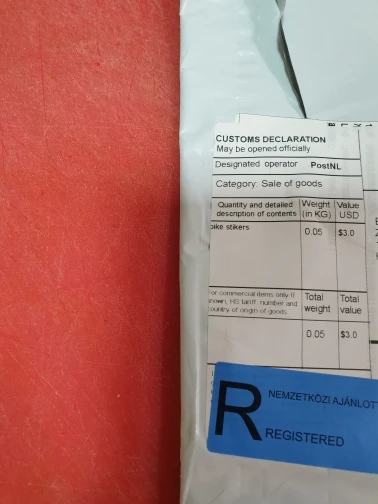 CUSTOMS DECLARATION
May be opened officially
Designated operator PostNL
Category: Sale of goods
Quantity and detailed description of contents
Weight (in KG)
Value USD
bike stikers
0.05
$3.0
For commercial items only If
known, HS tariff number and
country of origin of goods
Total weight
Total value
0.05
$3.0
R
NEMZETKÖZI AJÁNLOTT
REGISTERED